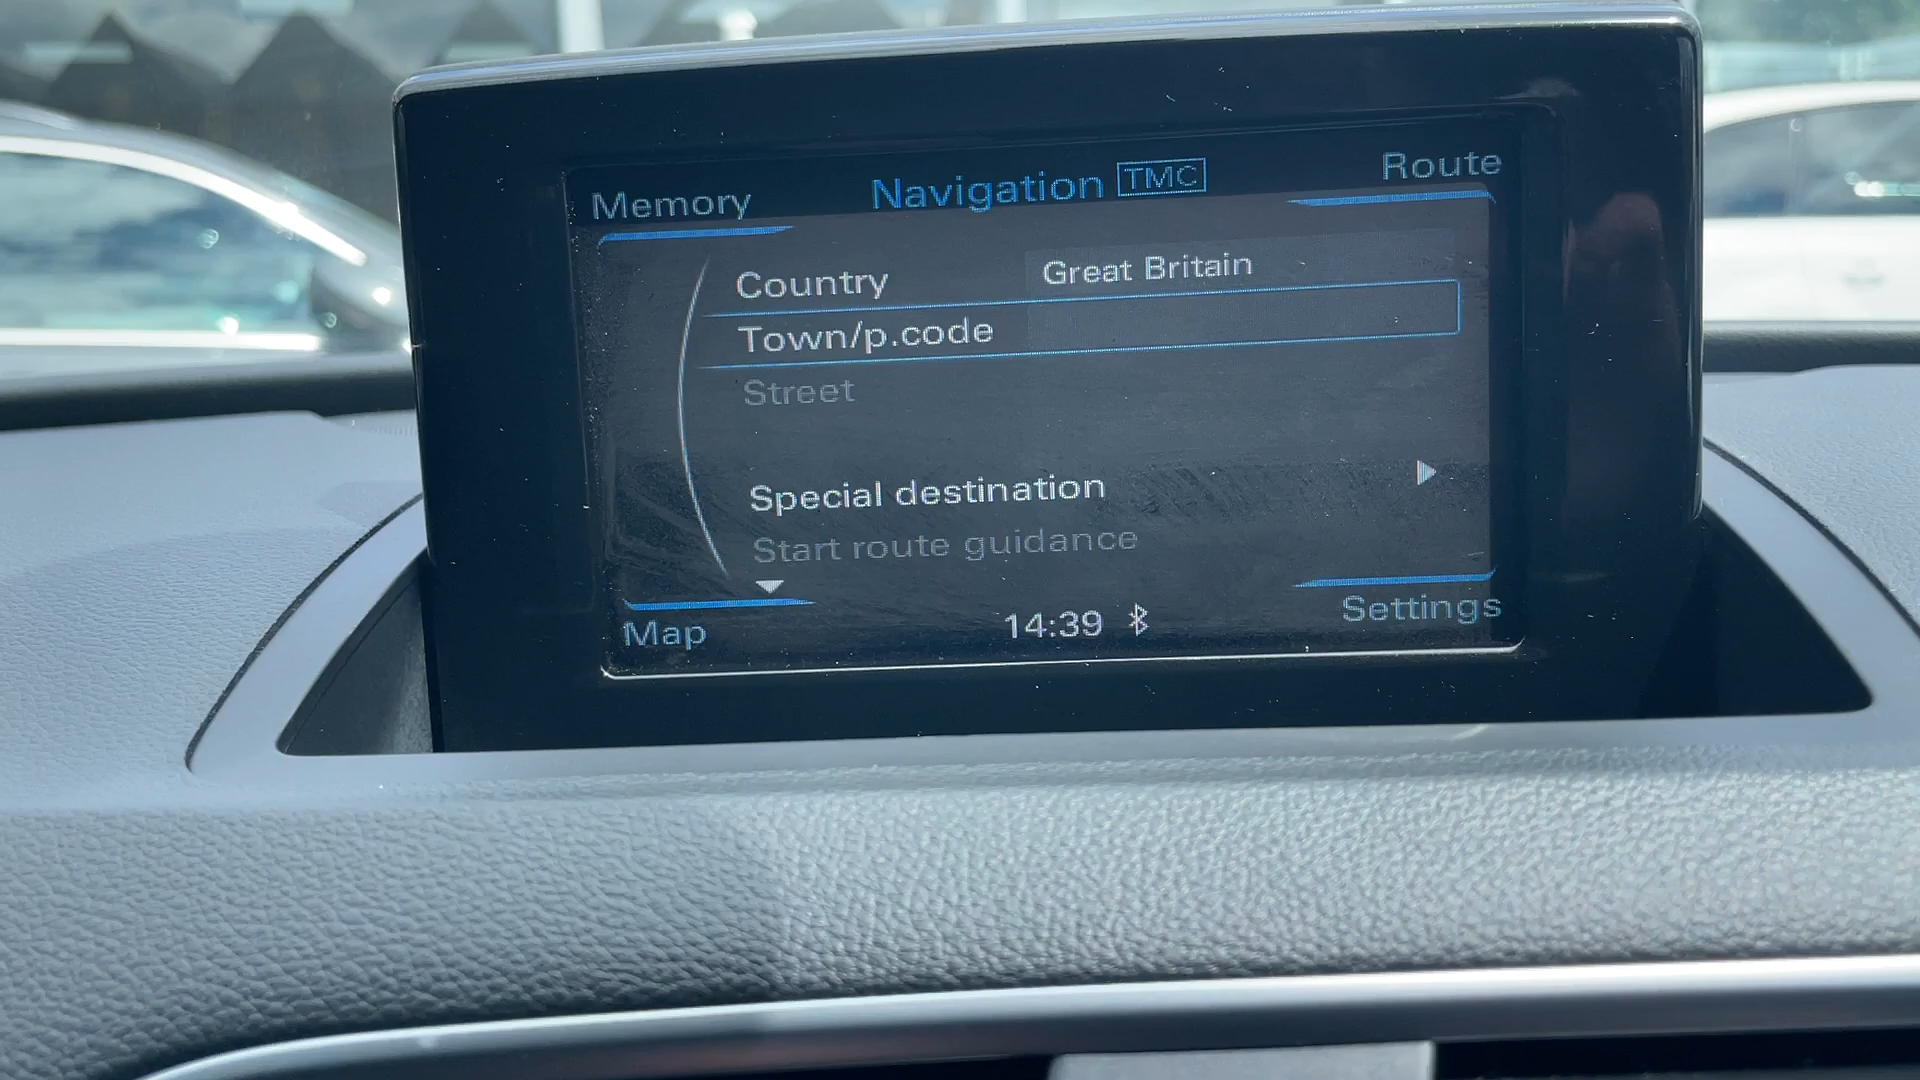 Memory Navigation TMC Route
Country Great Britain
Town/p.code
Street
Special destination
Start route guidance
Map 14:39 Settings